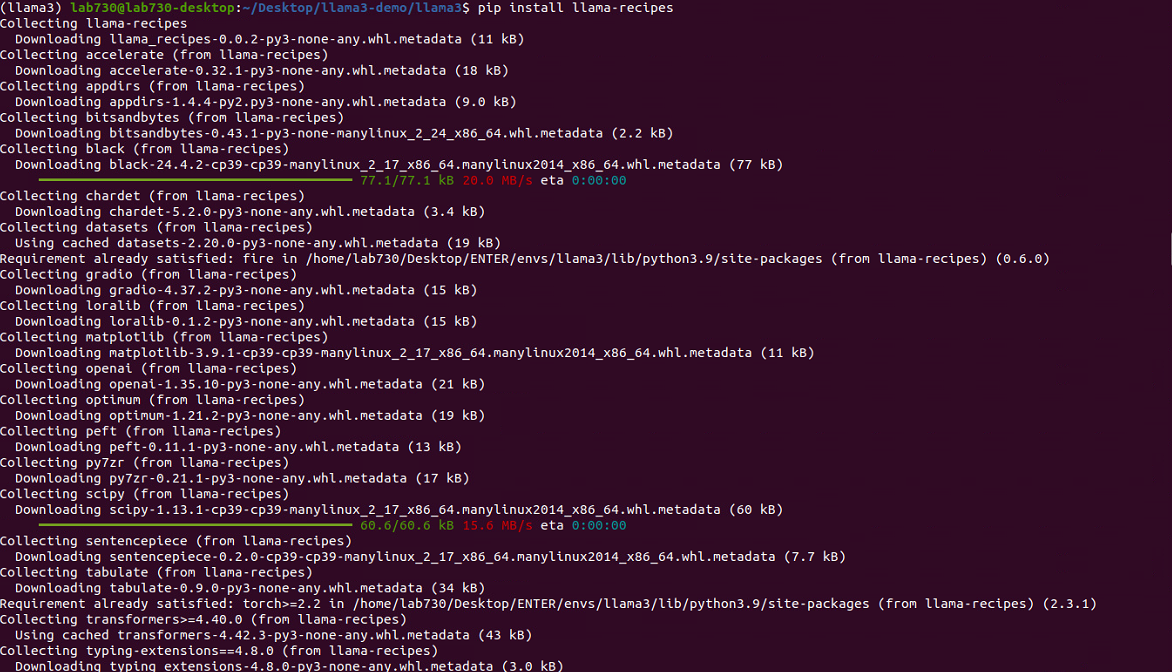 (llama3) lab730@lab730-desktop:~/Desktop/llama3-demo/llama3$ pip install llama-recipes
Collecting llama-recipes
  Downloading llama_recipes-0.0.2-py3-none-any.whl.metadata (11 kB)
Collecting accelerate (from llama-recipes)
  Downloading accelerate-0.32.1-py3-none-any.whl.metadata (18 kB)
Collecting appdirs (from llama-recipes)
  Downloading appdirs-1.4.4-py2.py3-none-any.whl.metadata (9.0 kB)
Collecting bitsandbytes (from llama-recipes)
  Downloading bitsandbytes-0.43.1-py3-none-manylinux_2_24_x86_64.whl.metadata (2.2 kB)
Collecting black (from llama-recipes)
  Downloading black-24.4.2-cp39-cp39-manylinux_2_17_x86_64.manylinux2014_x86_64.whl.metadata (77 kB)
77.1/77.1 kB 20.0 MB/s eta 0:00:00
Collecting chardet (from llama-recipes)
  Downloading chardet-5.2.0-py3-none-any.whl.metadata (3.4 kB)
Collecting datasets (from llama-recipes)
  Using cached datasets-2.20.0-py3-none-any.whl.metadata (19 kB)
Requirement already satisfied: fire in /home/lab730/Desktop/ENTER/envs/llama3/lib/python3.9/site-packages (from llama-recipes) (0.6.0)
Collecting gradio (from llama-recipes)
  Downloading gradio-4.37.2-py3-none-any.whl.metadata (15 kB)
Collecting loralib (from llama-recipes)
  Downloading loralib-0.1.2-py3-none-any.whl.metadata (15 kB)
Collecting matplotlib (from llama-recipes)
  Downloading matplotlib-3.9.1-cp39-cp39-manylinux_2_17_x86_64.manylinux2014_x86_64.whl.metadata (11 kB)
Collecting openai (from llama-recipes)
  Downloading openai-1.35.10-py3-none-any.whl.metadata (21 kB)
Collecting optimum (from llama-recipes)
  Downloading optimum-1.21.2-py3-none-any.whl.metadata (19 kB)
Collecting peft (from llama-recipes)
  Downloading peft-0.11.1-py3-none-any.whl.metadata (13 kB)
Collecting py7zr (from llama-recipes)
  Downloading py7zr-0.21.1-py3-none-any.whl.metadata (17 kB)
Collecting scipy (from llama-recipes)
  Downloading scipy-1.13.1-cp39-cp39-manylinux_2_17_x86_64.manylinux2014_x86_64.whl.metadata (60 kB)
60.6/60.6 kB 15.6 MB/s eta 0:00:00
Collecting sentencepiece (from llama-recipes)
  Downloading sentencepiece-0.2.0-cp39-cp39-manylinux_2_17_x86_64.manylinux2014_x86_64.whl.metadata (7.7 kB)
Collecting tabulate (from llama-recipes)
  Downloading tabulate-0.9.0-py3-none-any.whl.metadata (34 kB)
Requirement already satisfied: torch>=2.2 in /home/lab730/Desktop/ENTER/envs/llama3/lib/python3.9/site-packages (from llama-recipes) (2.3.1)
Collecting transformers>=4.40.0 (from llama-recipes)
  Using cached transformers-4.42.3-py3-none-any.whl.metadata (43 kB)
Collecting typing-extensions==4.8.0 (from llama-recipes)
  Downloading typing_extensions-4.8.0-py3-none-any.whl.metadata (3.0 kB)